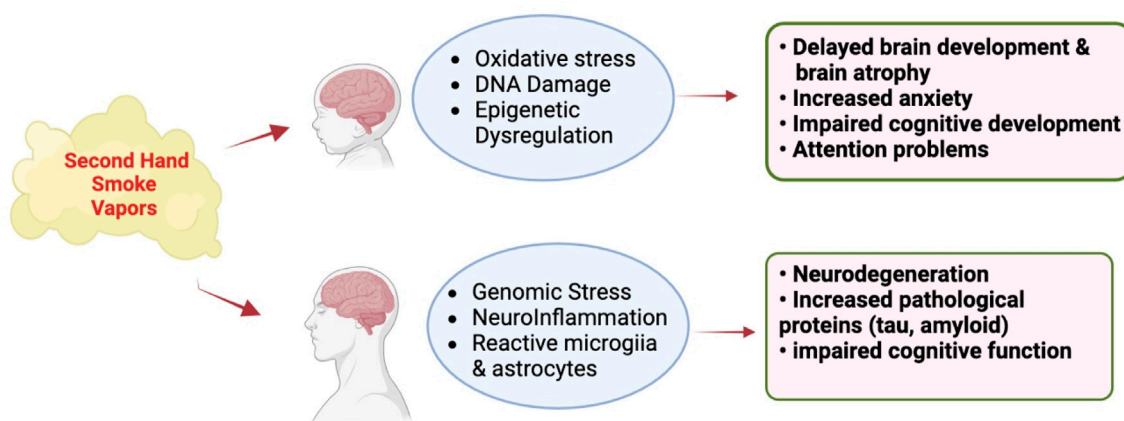 Second Hand
Smoke
Vapors
• Oxidative stress
• DNA Damage
• Epigenetic
Dysregulation
• Delayed brain development &
brain atrophy
• Increased anxiety
• Impaired cognitive development
• Attention problems
• Genomic Stress
• NeuroInflammation
• Reactive microgiia
& astrocytes
• Neurodegeneration
• Increased pathological
proteins (tau, amyloid)
• impaired cognitive function